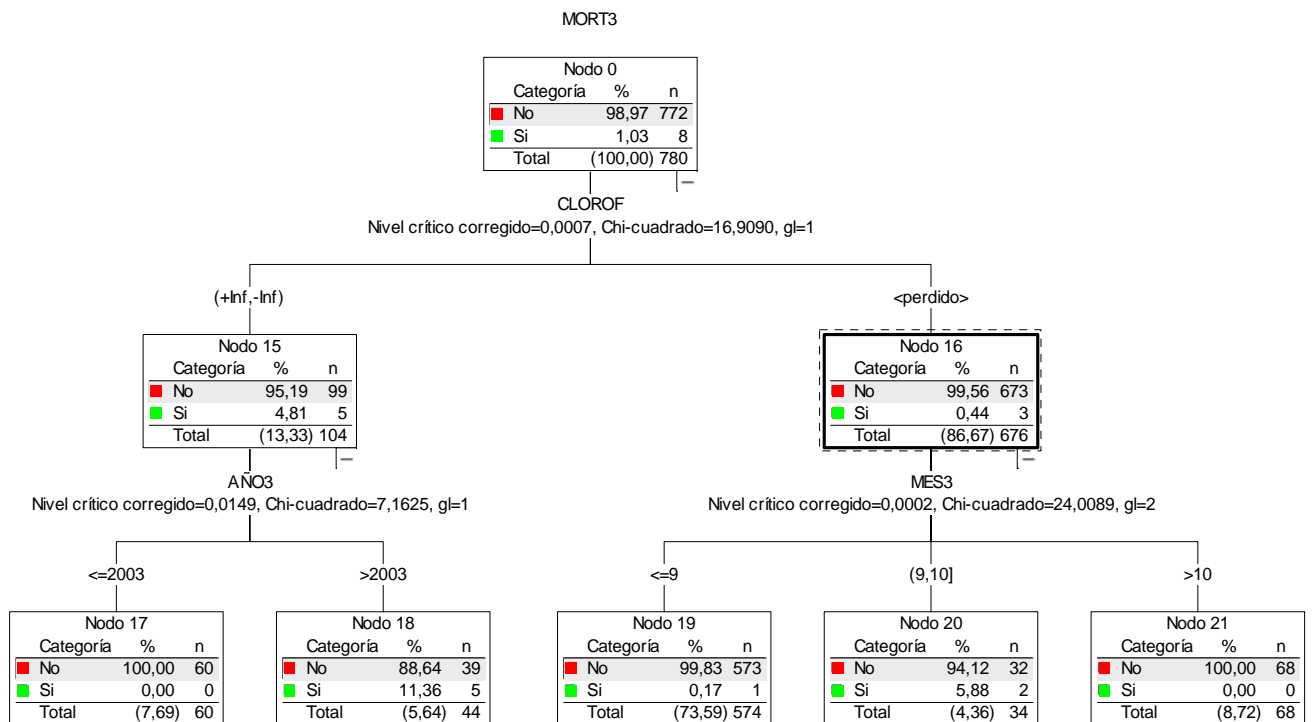 MORT3
Nodo 0
Categoría % n
No 98,97 772
Si 1,03 8
Total (100,00) 780
CLOROF
Nivel crítico corregido=0,0007, Chi-cuadrado=16,9090, gl=1
(+Inf,-Inf)
<perdido>
Nodo 15
Categoría % n
No 95,19 99
Si 4,81 5
Total (13,33) 104
Nodo 16
Categoría % n
No 99,56 673
Si 0,44 3
Total (86,67) 676
AÑO3
Nivel crítico corregido=0,0149, Chi-cuadrado=7,1625, gl=1
MES3
Nivel crítico corregido=0,0002, Chi-cuadrado=24,0089, gl=2
<=2003
>2003
<=9
(9,10]
>10
Nodo 17
Categoría % n
No 100,00 60
Si 0,00 0
Total (7,69) 60
Nodo 18
Categoría % n
No 88,64 39
Si 11,36 5
Total (5,64) 44
Nodo 19
Categoría % n
No 99,83 573
Si 0,17 1
Total (73,59) 574
Nodo 20
Categoría % n
No 94,12 32
Si 5,88 2
Total (4,36) 34
Nodo 21
Categoría % n
No 100,00 68
Si 0,00 0
Total (8,72) 68